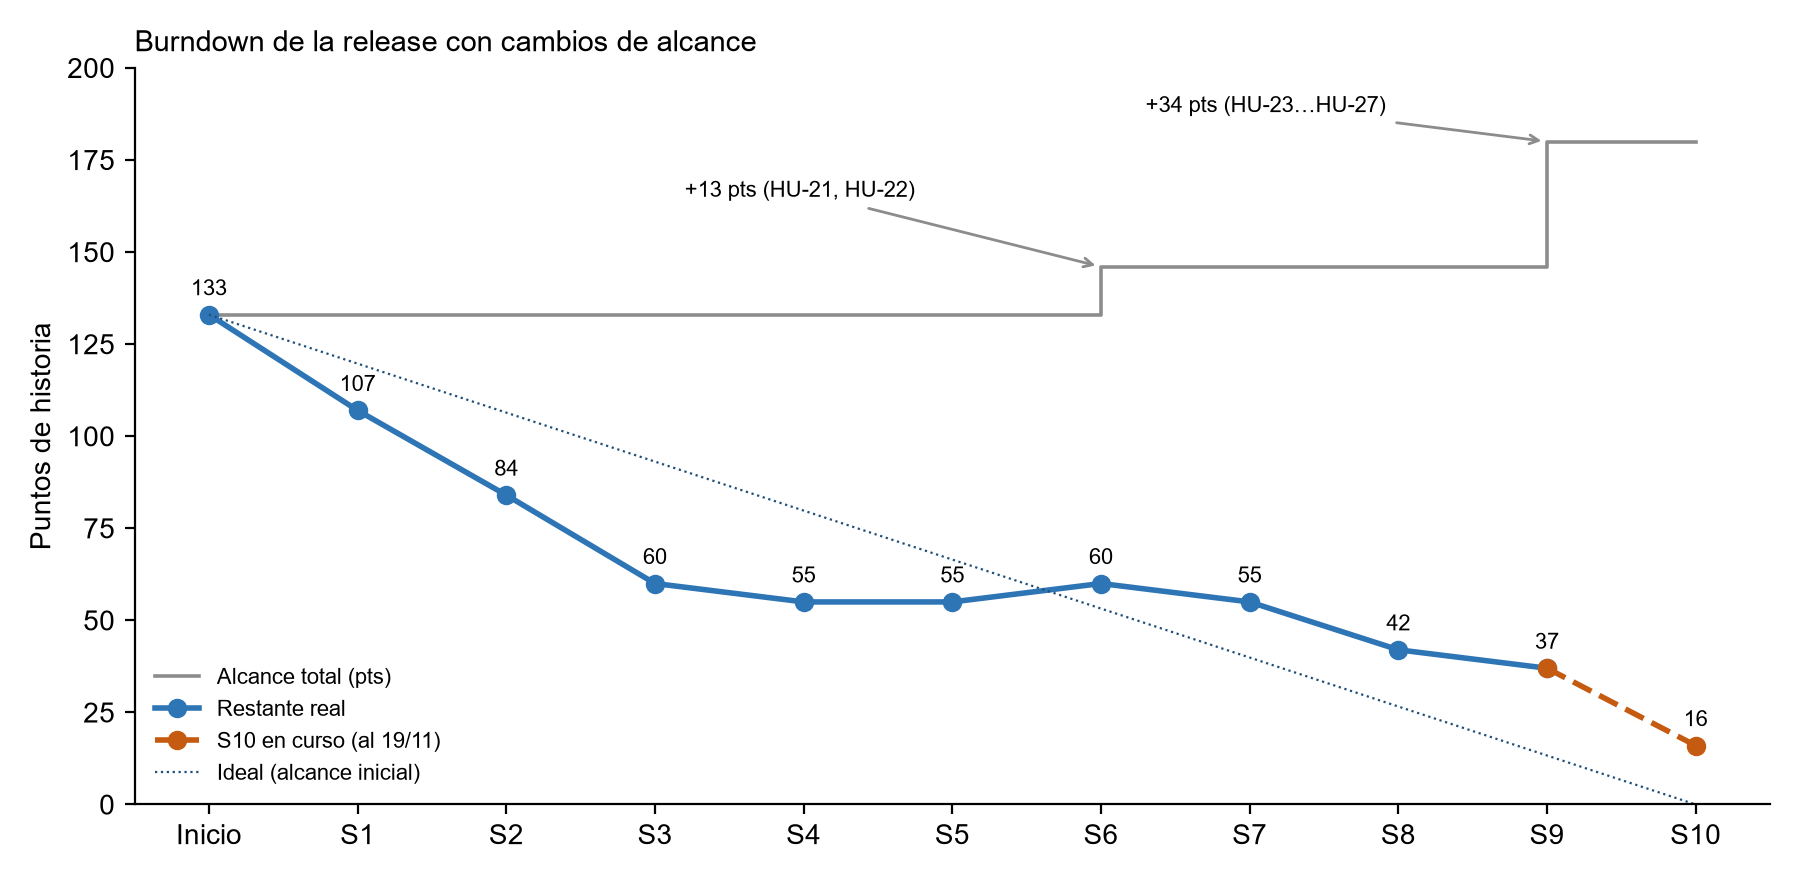 Burndown de la release con cambios de alcance
200
175
150
125
100
75
50
25
0
Puntos de historia
+34 pts (HU-23…HU-27)
+13 pts (HU-21, HU-22)
133
107
84
60
55
55
60
55
42
37
16
Alcance total (pts)
Restante real
S10 en curso (al 19/11)
Ideal (alcance inicial)
Inicio
S1
S2
S3
S4
S5
S6
S7
S8
S9
S10